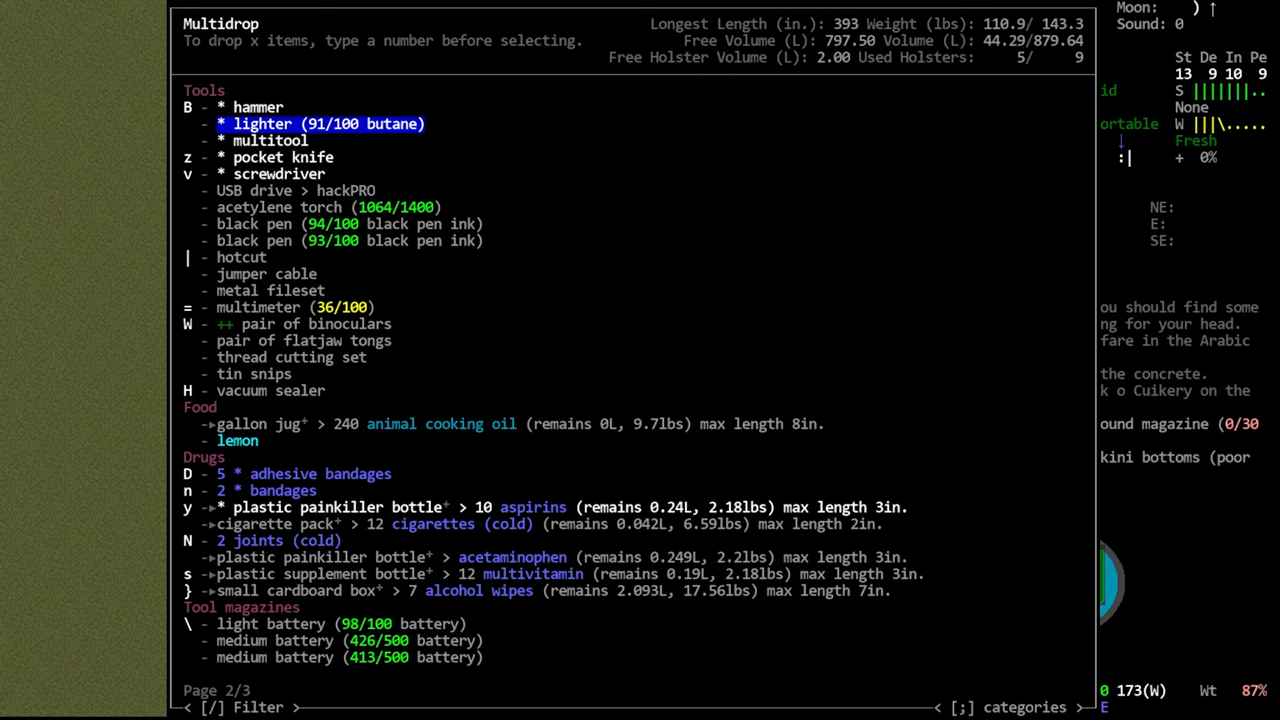 Multidrop
Longest Length (in.): 393 Weight (lbs): 110.9/ 143.3
To drop x items, type a number before selecting.
Free Volume (L): 797.50 Volume (L): 44.29/879.64
Free Holster Volume (L): 2.00 Used Holsters: 5/ 9
Tools
B - * hammer
- * lighter (91/100 butane)
- * multitool
z - * pocket knife
v - * screwdriver
- USB drive > hackPRO
- acetylene torch (1064/1400)
- black pen (94/100 black pen ink)
- black pen (93/100 black pen ink)
| - hotcut
- jumper cable
- metal fileset
= - multimeter (36/100)
W - ++ pair of binoculars
- pair of flatjaw tongs
- thread cutting set
- tin snips
H - vacuum sealer
Food
-▸gallon jug⁺ > 240 animal cooking oil (remains 0L, 9.7lbs) max length 8in.
- lemon
Drugs
D - 5 * adhesive bandages
n - 2 * bandages
y -▸* plastic painkiller bottle⁺ > 10 aspirins (remains 0.24L, 2.18lbs) max length 3in.
-▸cigarette pack⁺ > 12 cigarettes (cold) (remains 0.042L, 6.59lbs) max length 2in.
N - 2 joints (cold)
-▸plastic painkiller bottle⁺ > acetaminophen (remains 0.249L, 2.2lbs) max length 3in.
s -▸plastic supplement bottle⁺ > 12 multivitamin (remains 0.19L, 2.18lbs) max length 3in.
} -▸small cardboard box⁺ > 7 alcohol wipes (remains 2.093L, 17.56lbs) max length 7in.
Tool magazines
\ - light battery (98/100 battery)
- medium battery (426/500 battery)
- medium battery (413/500 battery)
Page 2/3
< [/] Filter >
< [;] categories >
Moon: ) ↑
Sound: 0
St De In Pe
13 9 10 9
id S |||||||..
None
ortable W |||\.....
↓ Fresh
:| + 0%
NE:
E:
SE:
ou should find some
ng for your head.
fare in the Arabic
the concrete.
k o Cuikery on the
ound magazine (0/30
kini bottoms (poor
0 173(W) Wt 87%
E